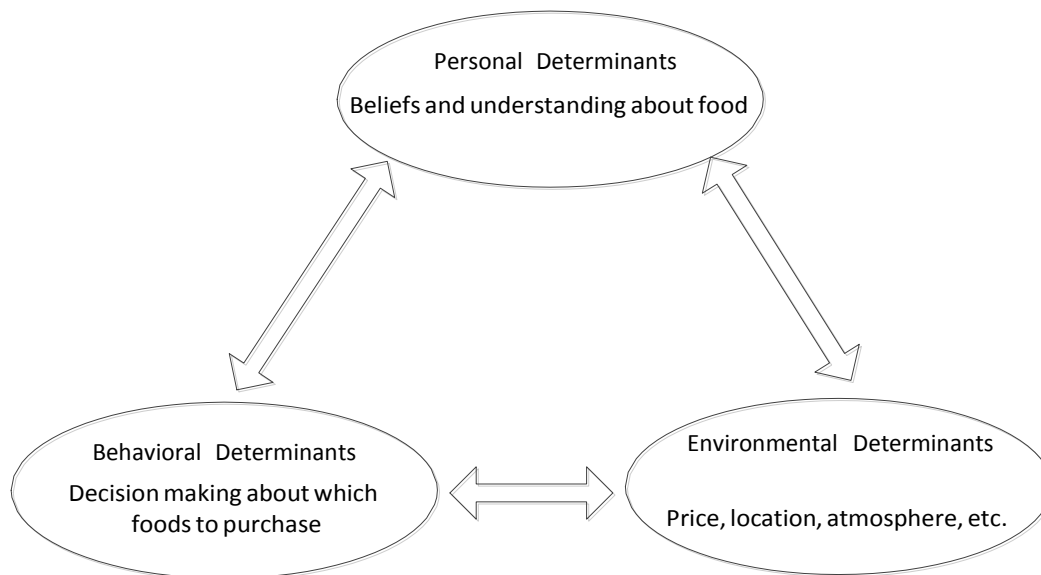 Personal Determinants
Beliefs and understanding about food
Behavioral Determinants
Decision making about which
foods to purchase
Environmental Determinants
Price, location, atmosphere, etc.